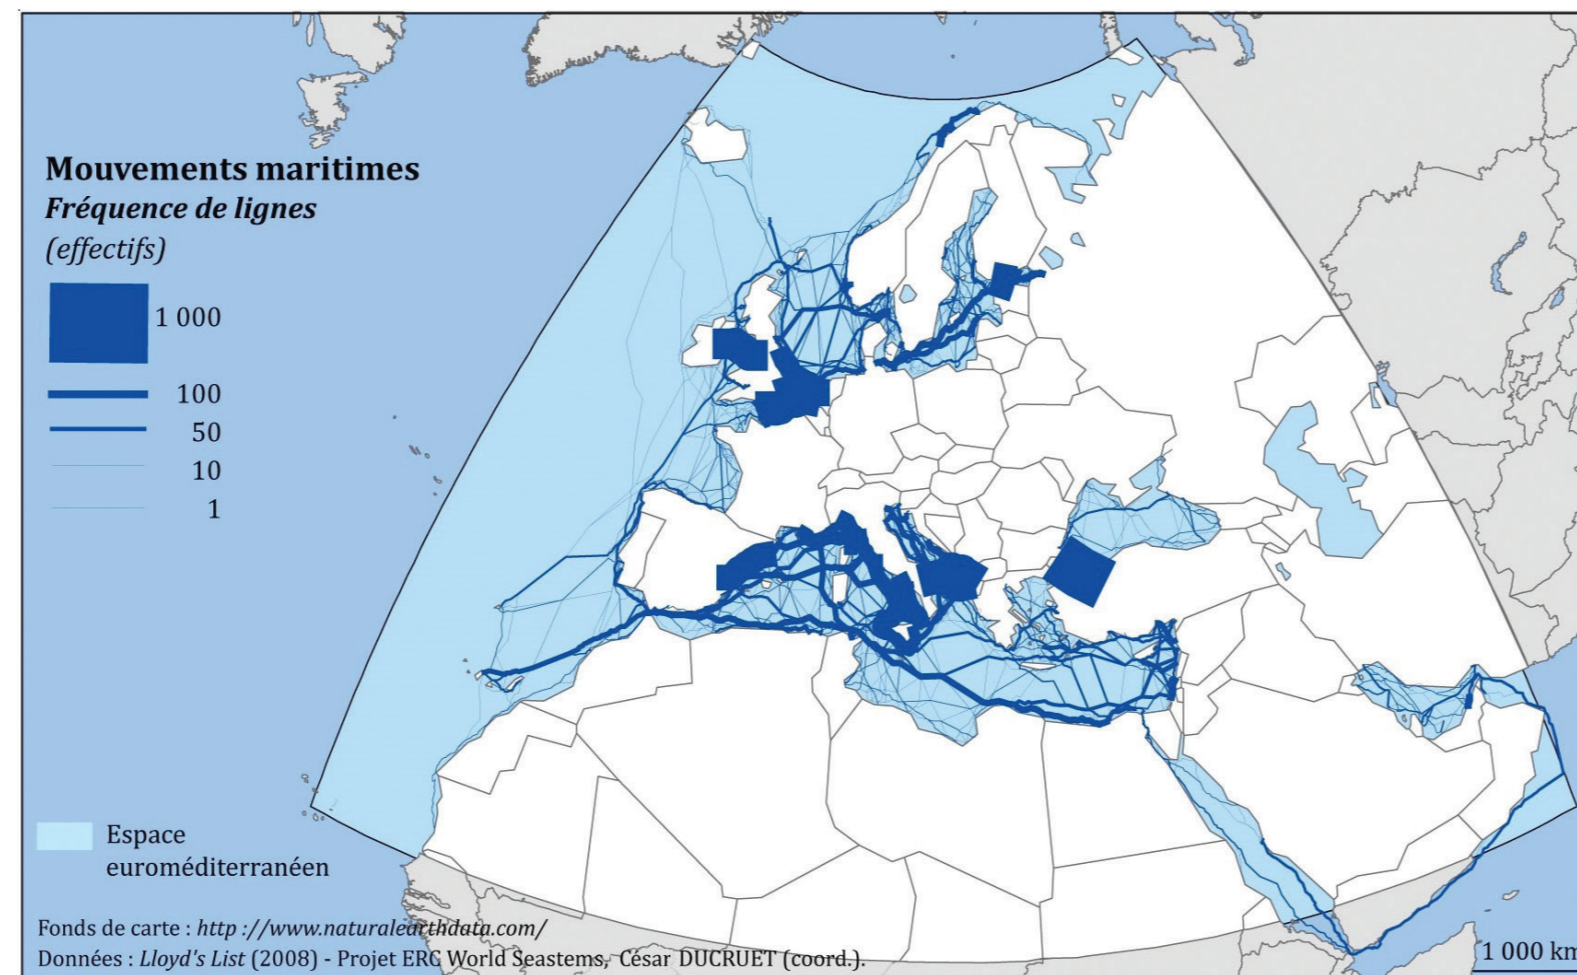 Mouvements maritimes
Fréquence de lignes
(effectifs)
1 000
100
50
10
1
Espace
euroméditerranéen
Fonds de carte : http ://www.naturalearthdata.com/
Données : Lloyd's List (2008) - Projet ERC World Seastems, César DUCRUET (coord.).
1 000 km